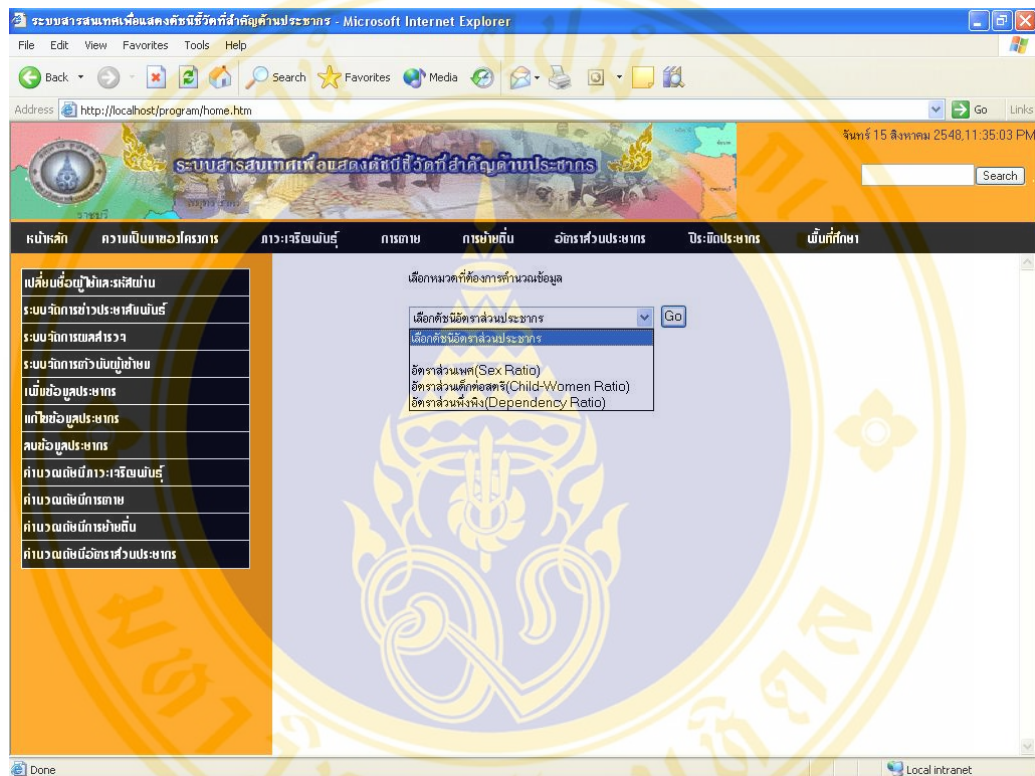 ระบบสารสนเทศเพื่อแสดงดัชนีชี้วัดที่สำคัญด้านประชากร - Microsoft Internet Explorer
File Edit View Favorites Tools Help
Back Search Favorites Media
Address http://localhost/program/home.htm Go Links
จันทร์ 15 สิงหาคม 2548,11:35:03 PM
ระบบสารสนเทศเพื่อแสดงดัชนีชี้วัดที่สำคัญด้านประชากร
Search
ราชบุรี
หน้าหลัก ความเป็นมาของโครงการ ภาวะเจริญพันธุ์ การตาย การย้ายถิ่น อัตราส่วนประชากร ปิระมิดประชากร พื้นที่ศึกษา
เปลี่ยนชื่อผู้ใช้และรหัสผ่าน
ระบบจัดการข่าวประชาสัมพันธ์
ระบบจัดการผลสำรวจ
ระบบจัดการตัวนับผู้เข้าชม
เพิ่มข้อมูลประชากร
แก้ไขข้อมูลประชากร
ลบข้อมูลประชากร
คำนวณดัชนีภาวะเจริญพันธุ์
คำนวณดัชนีการตาย
คำนวณดัชนีการย้ายถิ่น
คำนวณดัชนีอัตราส่วนประชากร
เลือกหมวดที่ต้องการคำนวณข้อมูล
เลือกดัชนีอัตราส่วนประชากร Go
เลือกดัชนีอัตราส่วนประชากร
อัตราส่วนเพศ(Sex Ratio)
อัตราส่วนเด็กต่อสตรี(Child-Women Ratio)
อัตราส่วนพึ่งพิง(Dependency Ratio)
Done Local intranet